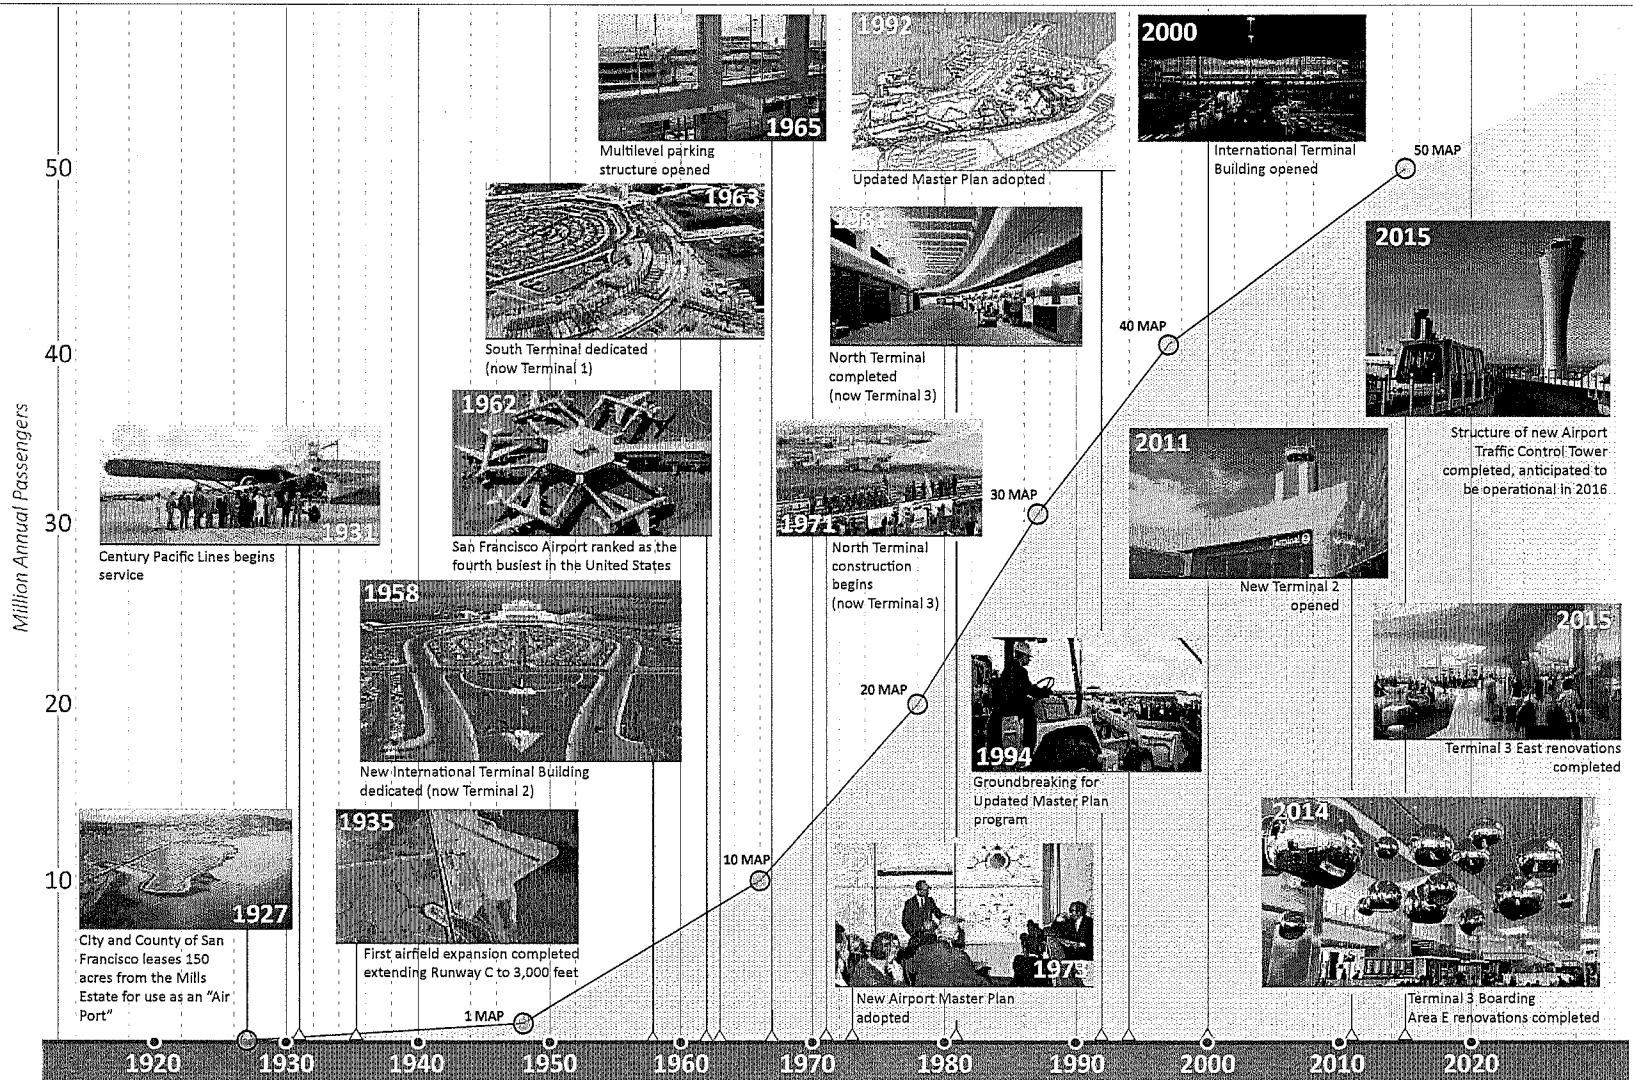 Million Annual Passengers
50
40
30
20
10
1927
City and County of San
Francisco leases 150
acres from the Mills
Estate for use as an "Air
Port"
1931
Century Pacific Lines begins
service
1935
First airfield expansion completed
extending Runway C to 3,000 feet
1958
New International Terminal Building
dedicated (now Terminal 2)
1962
San Francisco Airport ranked as the
fourth busiest in the United States
1963
South Terminal dedicated
(now Terminal 1)
1965
Multilevel parking
structure opened
1971
North Terminal
construction
begins
(now Terminal 3)
1973
New Airport Master Plan
adopted
1981
North Terminal
completed
(now Terminal 3)
1992
Updated Master Plan adopted
1994
Groundbreaking for
Updated Master Plan
program
2000
International Terminal
Building opened
2011
Terminal 2
New Terminal 2
opened
2014
Terminal 3 Boarding
Area E renovations completed
2015
Terminal 3 East renovations
completed
2015
Structure of new Airport
Traffic Control Tower
completed, anticipated to
be operational in 2016
1 MAP
10 MAP
20 MAP
30 MAP
40 MAP
50 MAP
1920 1930 1940 1950 1960 1970 1980 1990 2000 2010 2020